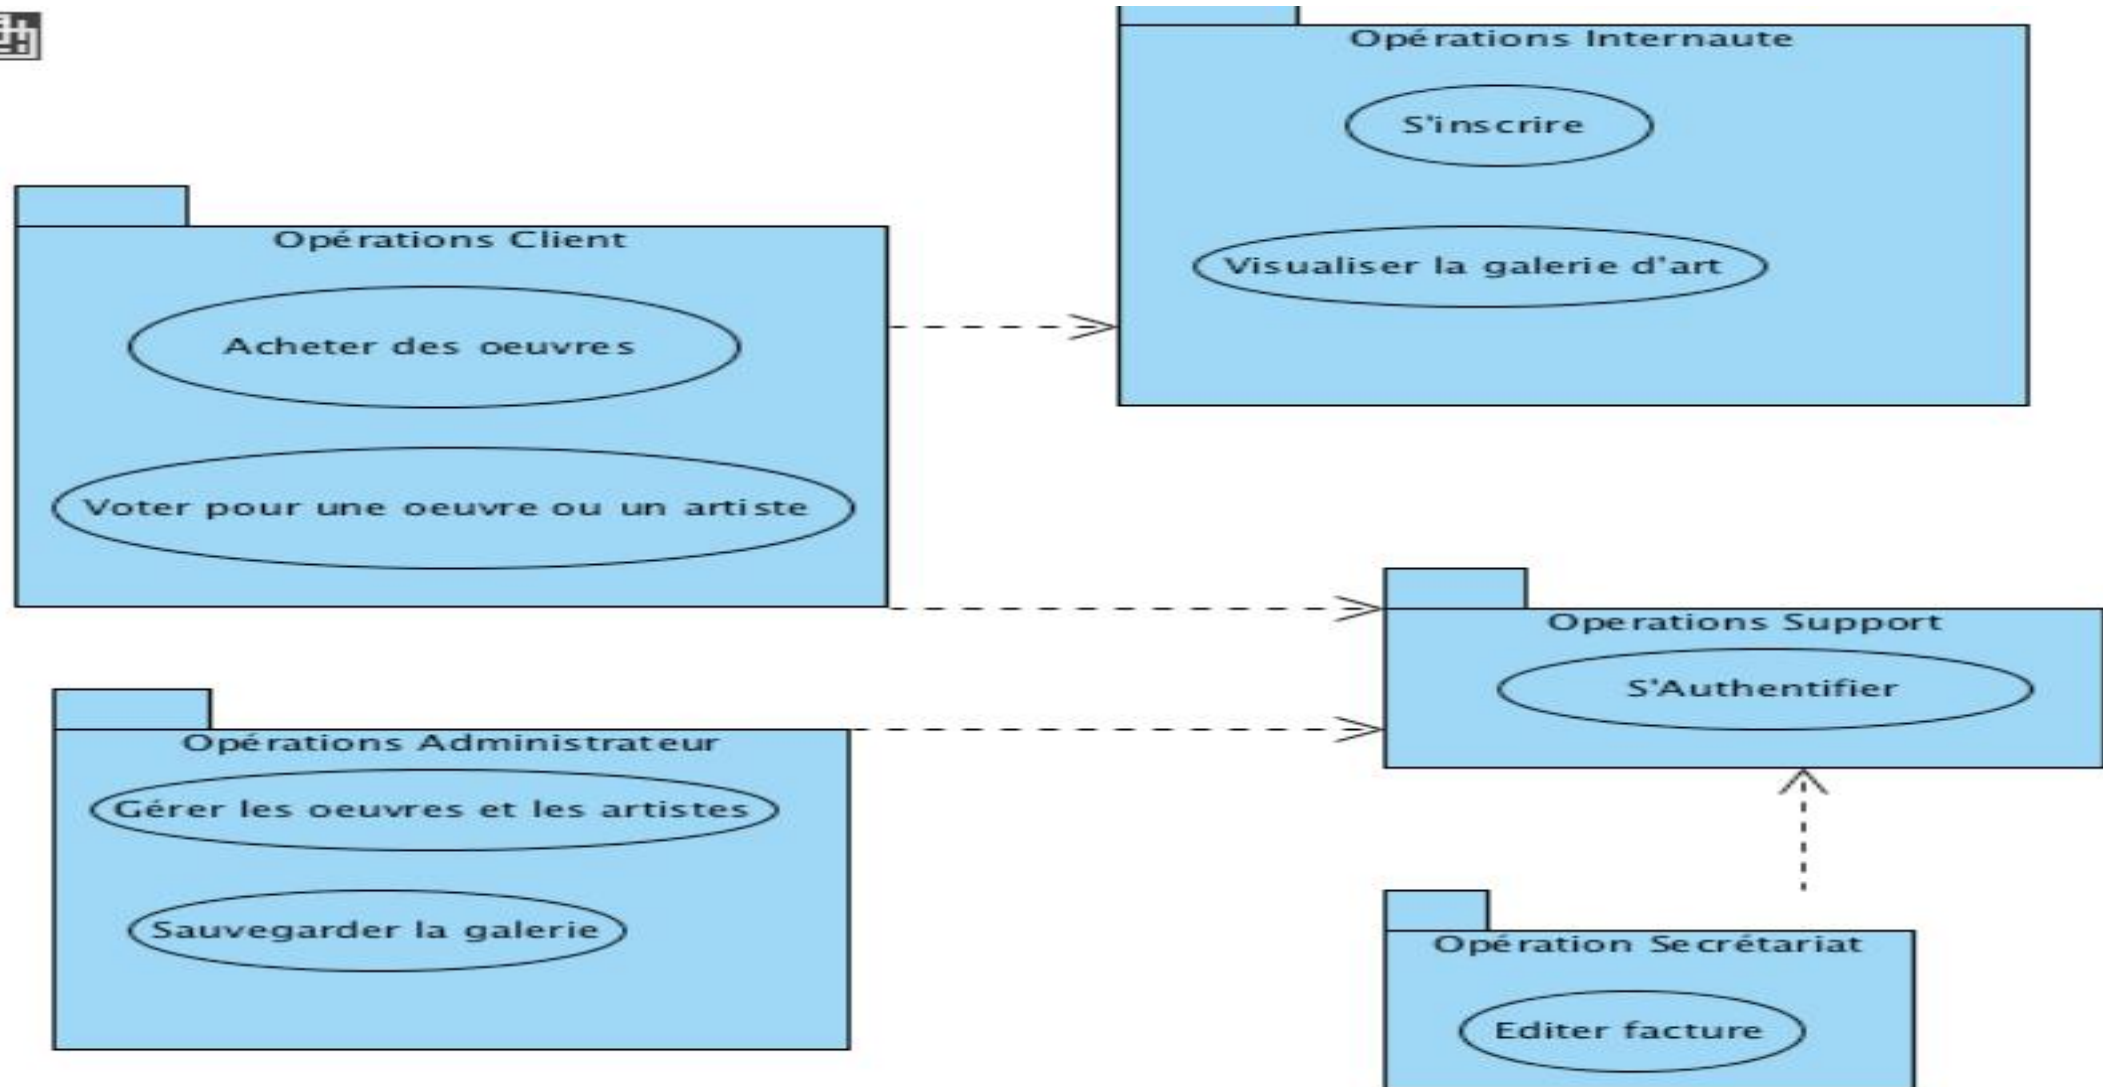 Opérations Internaute
S'inscrire
Visualiser la galerie d'art
Opérations Client
Acheter des oeuvres
Voter pour une oeuvre ou un artiste
Operations Support
S'Authentifier
Opérations Administrateur
Gérer les oeuvres et les artistes
Sauvegarder la galerie
Opération Secrétariat
Editer facture